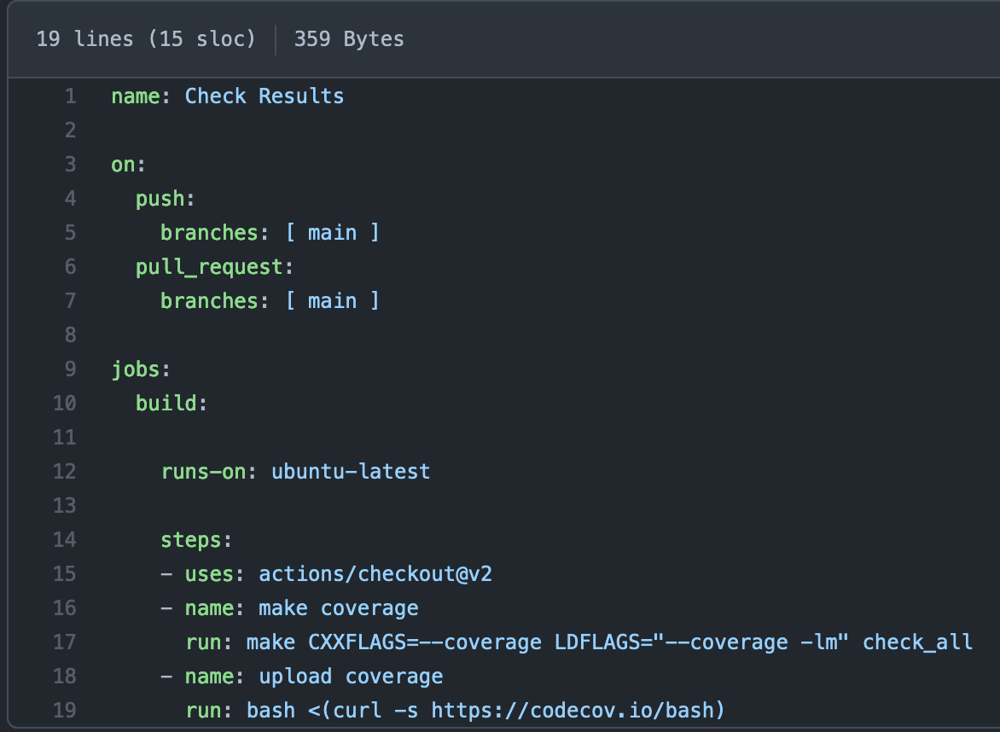 19 lines (15 sloc) 359 Bytes
1 name: Check Results
2
3 on:
4   push:
5     branches: [ main ]
6   pull_request:
7     branches: [ main ]
8
9 jobs:
10   build:
11
12     runs-on: ubuntu-latest
13
14     steps:
15     - uses: actions/checkout@v2
16     - name: make coverage
17       run: make CXXFLAGS=--coverage LDFLAGS="--coverage -lm" check_all
18     - name: upload coverage
19       run: bash <(curl -s https://codecov.io/bash)